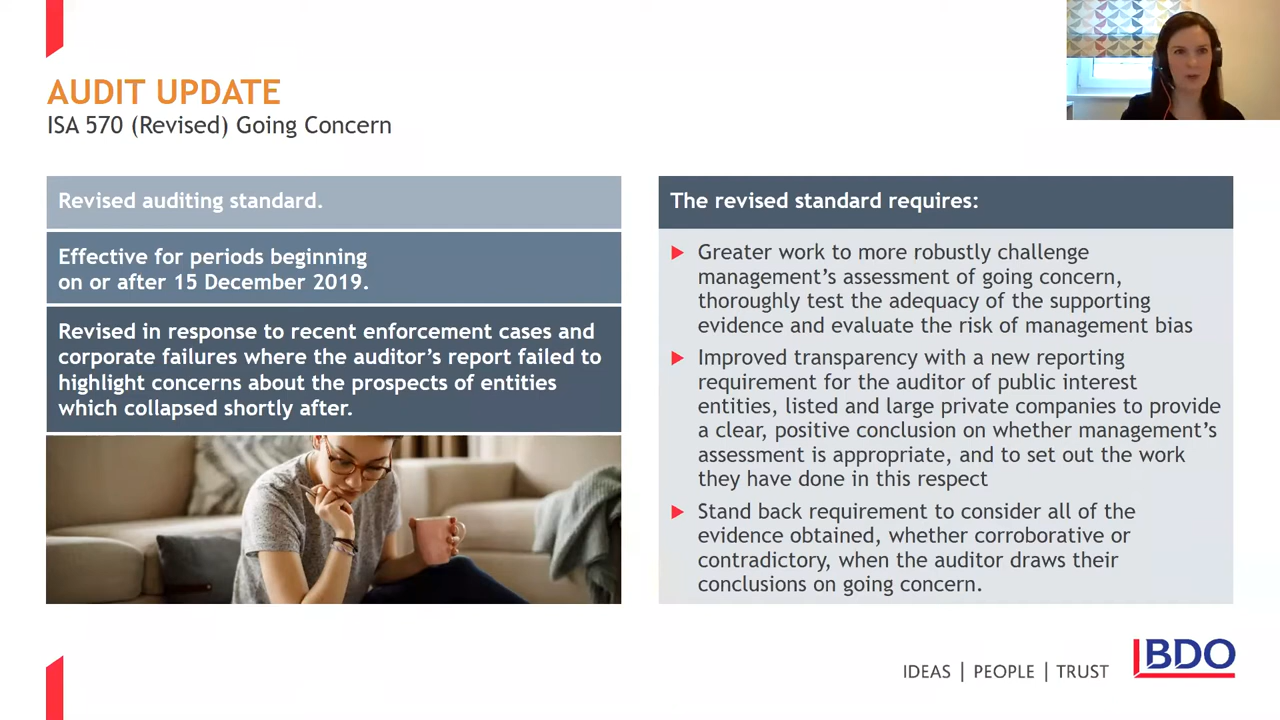 AUDIT UPDATE
ISA 570 (Revised) Going Concern
Revised auditing standard.
Effective for periods beginning
on or after 15 December 2019.
Revised in response to recent enforcement cases and
corporate failures where the auditor's report failed to
highlight concerns about the prospects of entities
which collapsed shortly after.
The revised standard requires:
Greater work to more robustly challenge
management's assessment of going concern,
thoroughly test the adequacy of the supporting
evidence and evaluate the risk of management bias
Improved transparency with a new reporting
requirement for the auditor of public interest
entities, listed and large private companies to provide
a clear, positive conclusion on whether management's
assessment is appropriate, and to set out the work
they have done in this respect
Stand back requirement to consider all of the
evidence obtained, whether corroborative or
contradictory, when the auditor draws their
conclusions on going concern.
IDEAS | PEOPLE | TRUST
BDO